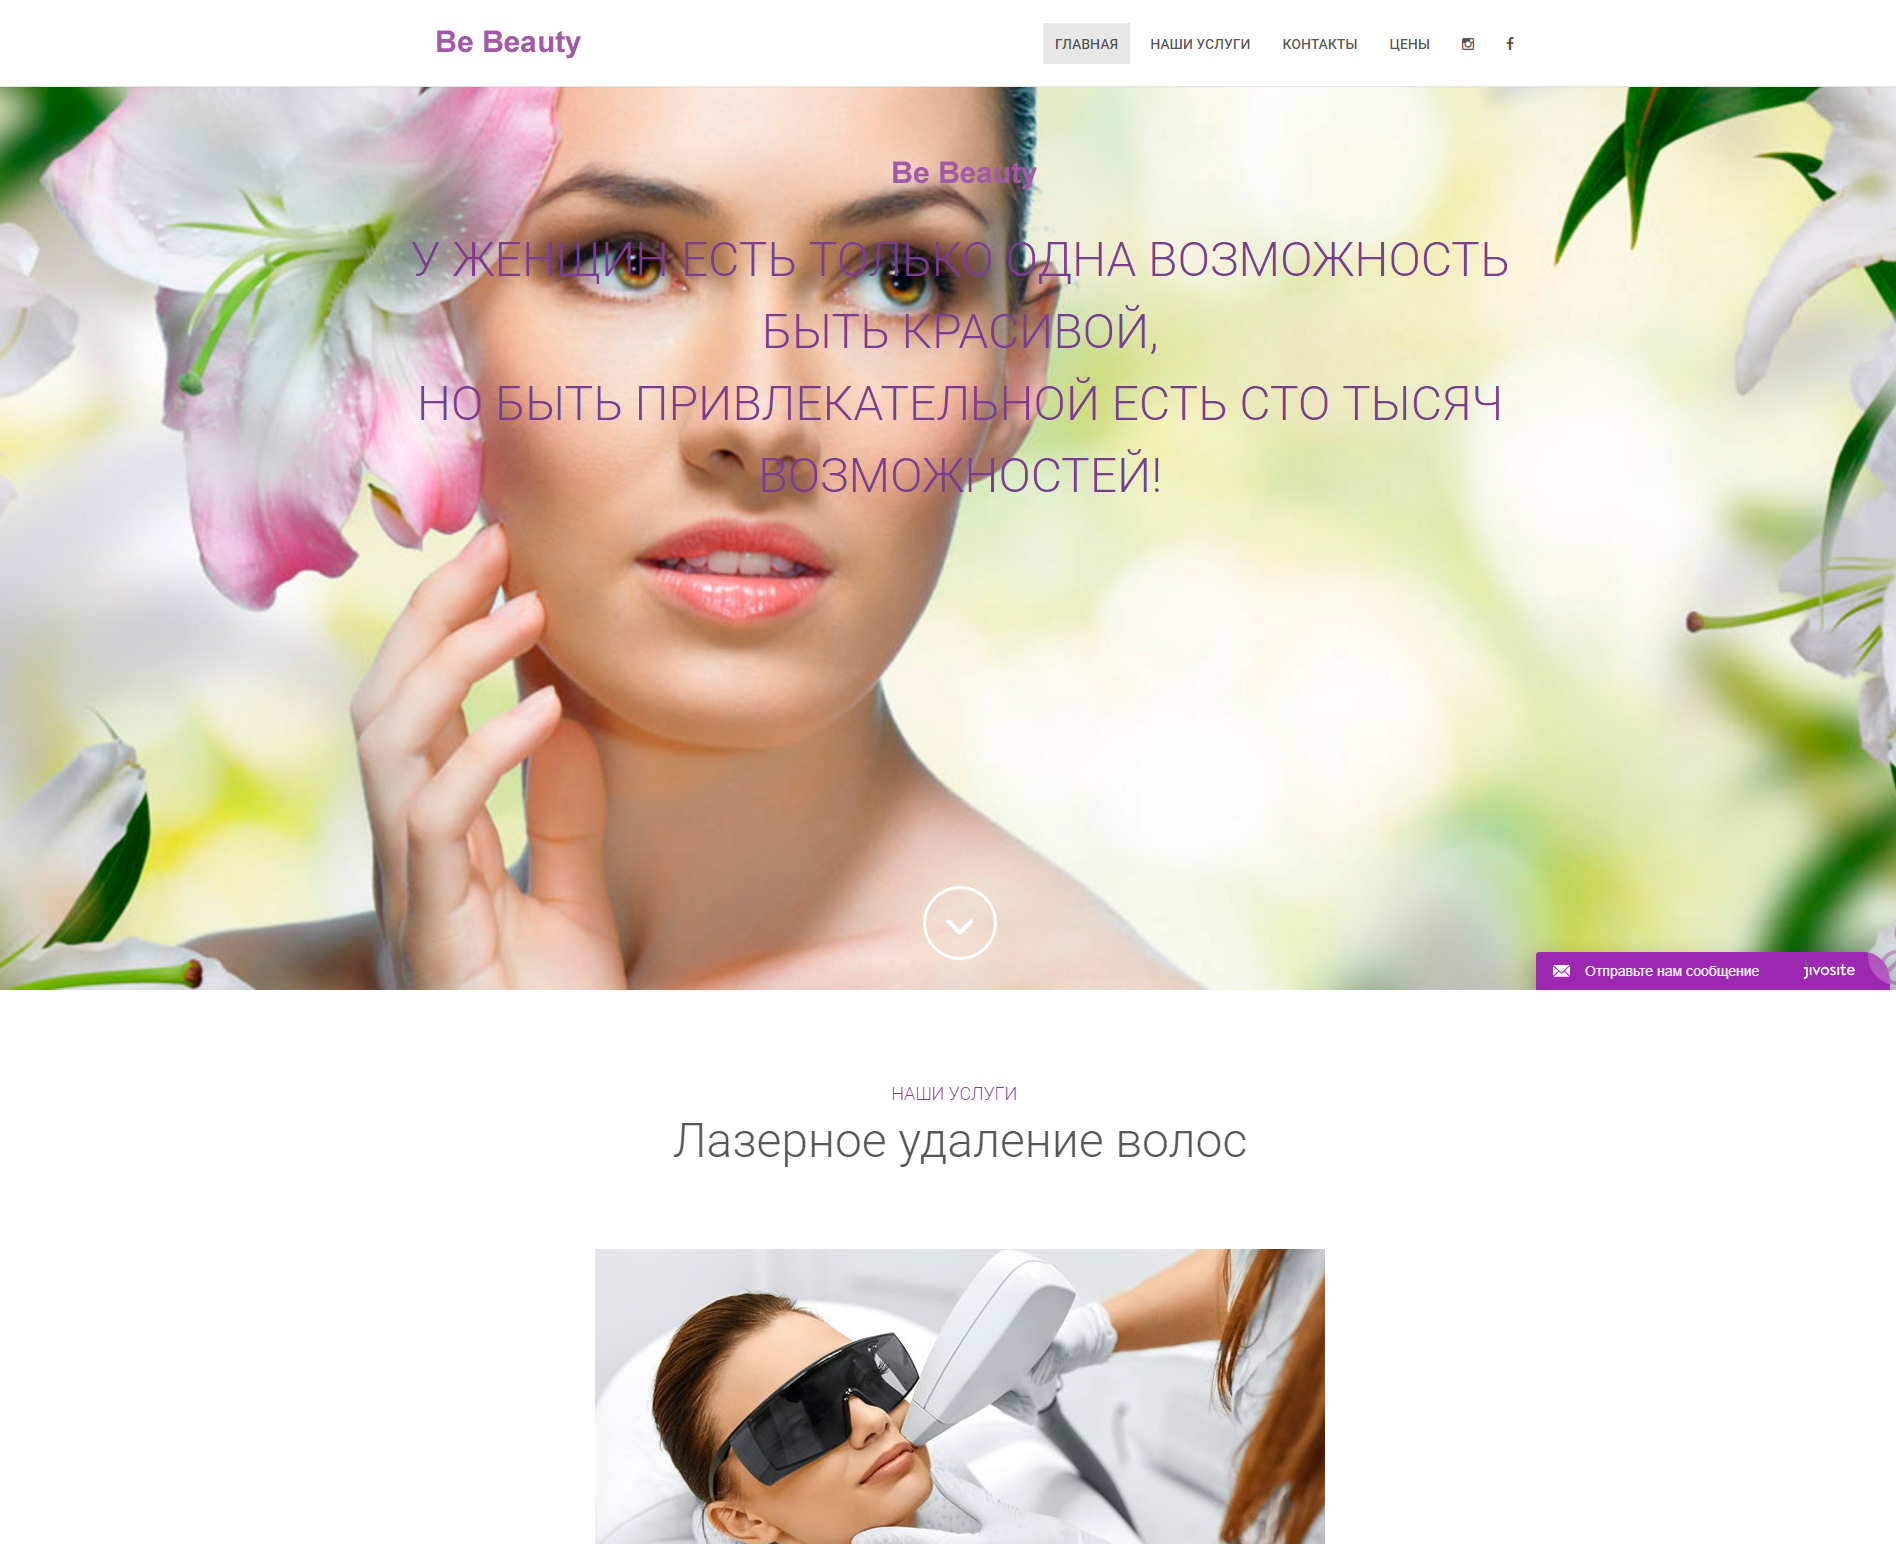 Be Beauty
ГЛАВНАЯ НАШИ УСЛУГИ КОНТАКТЫ ЦЕНЫ
Be Beauty
У ЖЕНЩИН ЕСТЬ ТОЛЬКО ОДНА ВОЗМОЖНОСТЬ
БЫТЬ КРАСИВОЙ,
НО БЫТЬ ПРИВЛЕКАТЕЛЬНОЙ ЕСТЬ СТО ТЫСЯЧ
ВОЗМОЖНОСТЕЙ!
Отправьте нам сообщение jivosite
НАШИ УСЛУГИ
Лазерное удаление волос